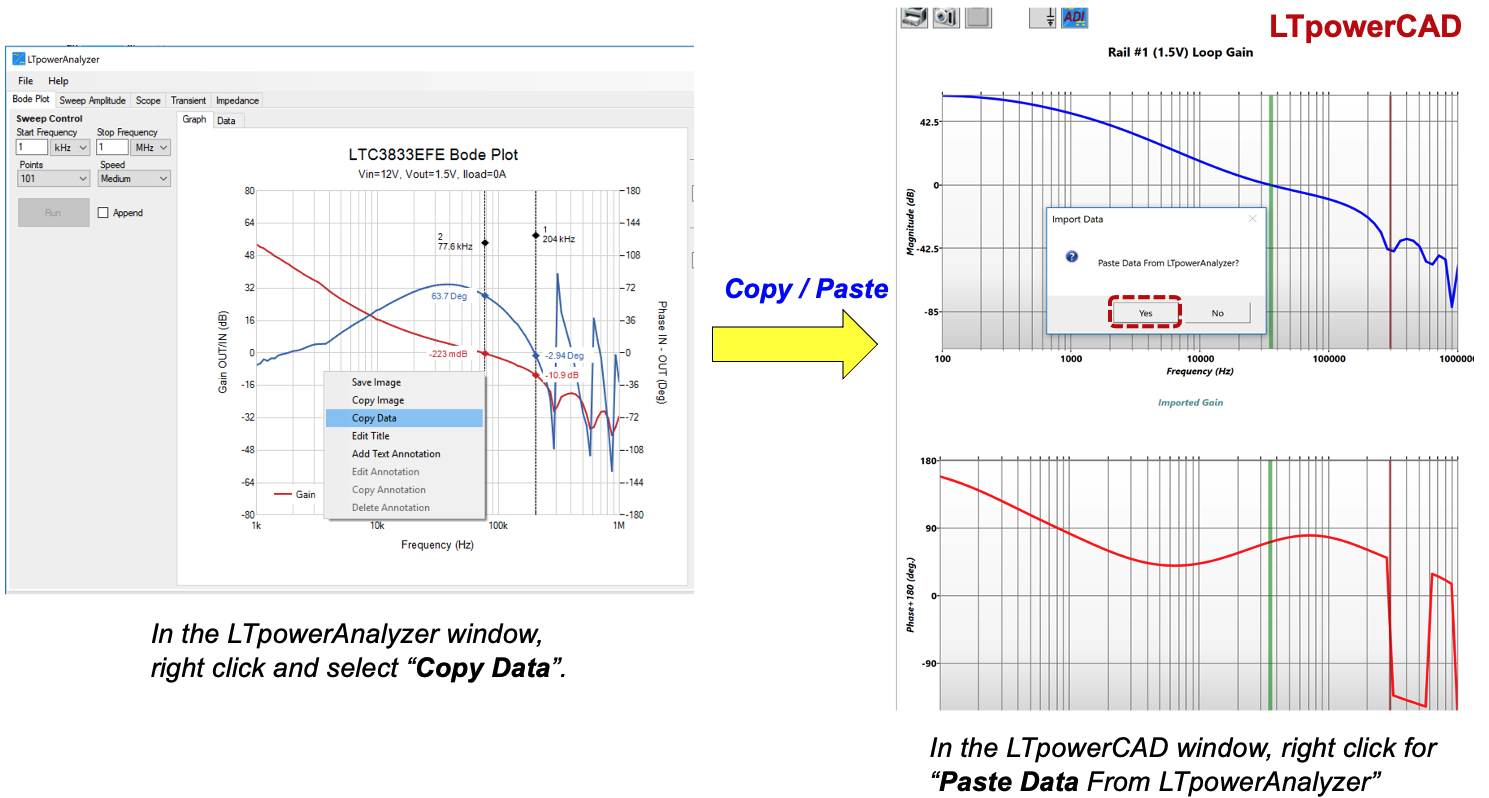 LTpowerAnalyzer
File Help
Bode Plot Sweep Amplitude Scope Transient Impedance
Sweep Control
Start Frequency Stop Frequency
1 kHz 1 MHz
Points Speed
101 Medium
Run Append
Graph Data
LTC3833EFE Bode Plot
Vin=12V, Vout=1.5V, Iload=0A
80
64
48
32
16
0
-16
-32
-48
-64
-80
Gain OUT/IN (dB)
180
144
108
72
36
0
-36
-72
-108
-144
-180
Phase IN - OUT (Deg)
2
77.6 kHz
1
204 kHz
63.7 Deg
-223 mdB
-2.94 Deg
-10.9 dB
Save Image
Copy Image
Copy Data
Edit Title
Add Text Annotation
Edit Annotation
Copy Annotation
Delete Annotation
Gain
1k 10k 100k 1M
Frequency (Hz)
In the LTpowerAnalyzer window,
right click and select “Copy Data”.
Copy / Paste
ADI
LTpowerCAD
Rail #1 (1.5V) Loop Gain
42.5
0
-42.5
-85
Magnitude (dB)
Import Data
?
Paste Data From LTpowerAnalyzer?
Yes No
100 1000 10000 100000 1000000
Frequency (Hz)
Imported Gain
180
90
0
-90
Phase+180 (deg.)
In the LTpowerCAD window, right click for
“Paste Data From LTpowerAnalyzer”